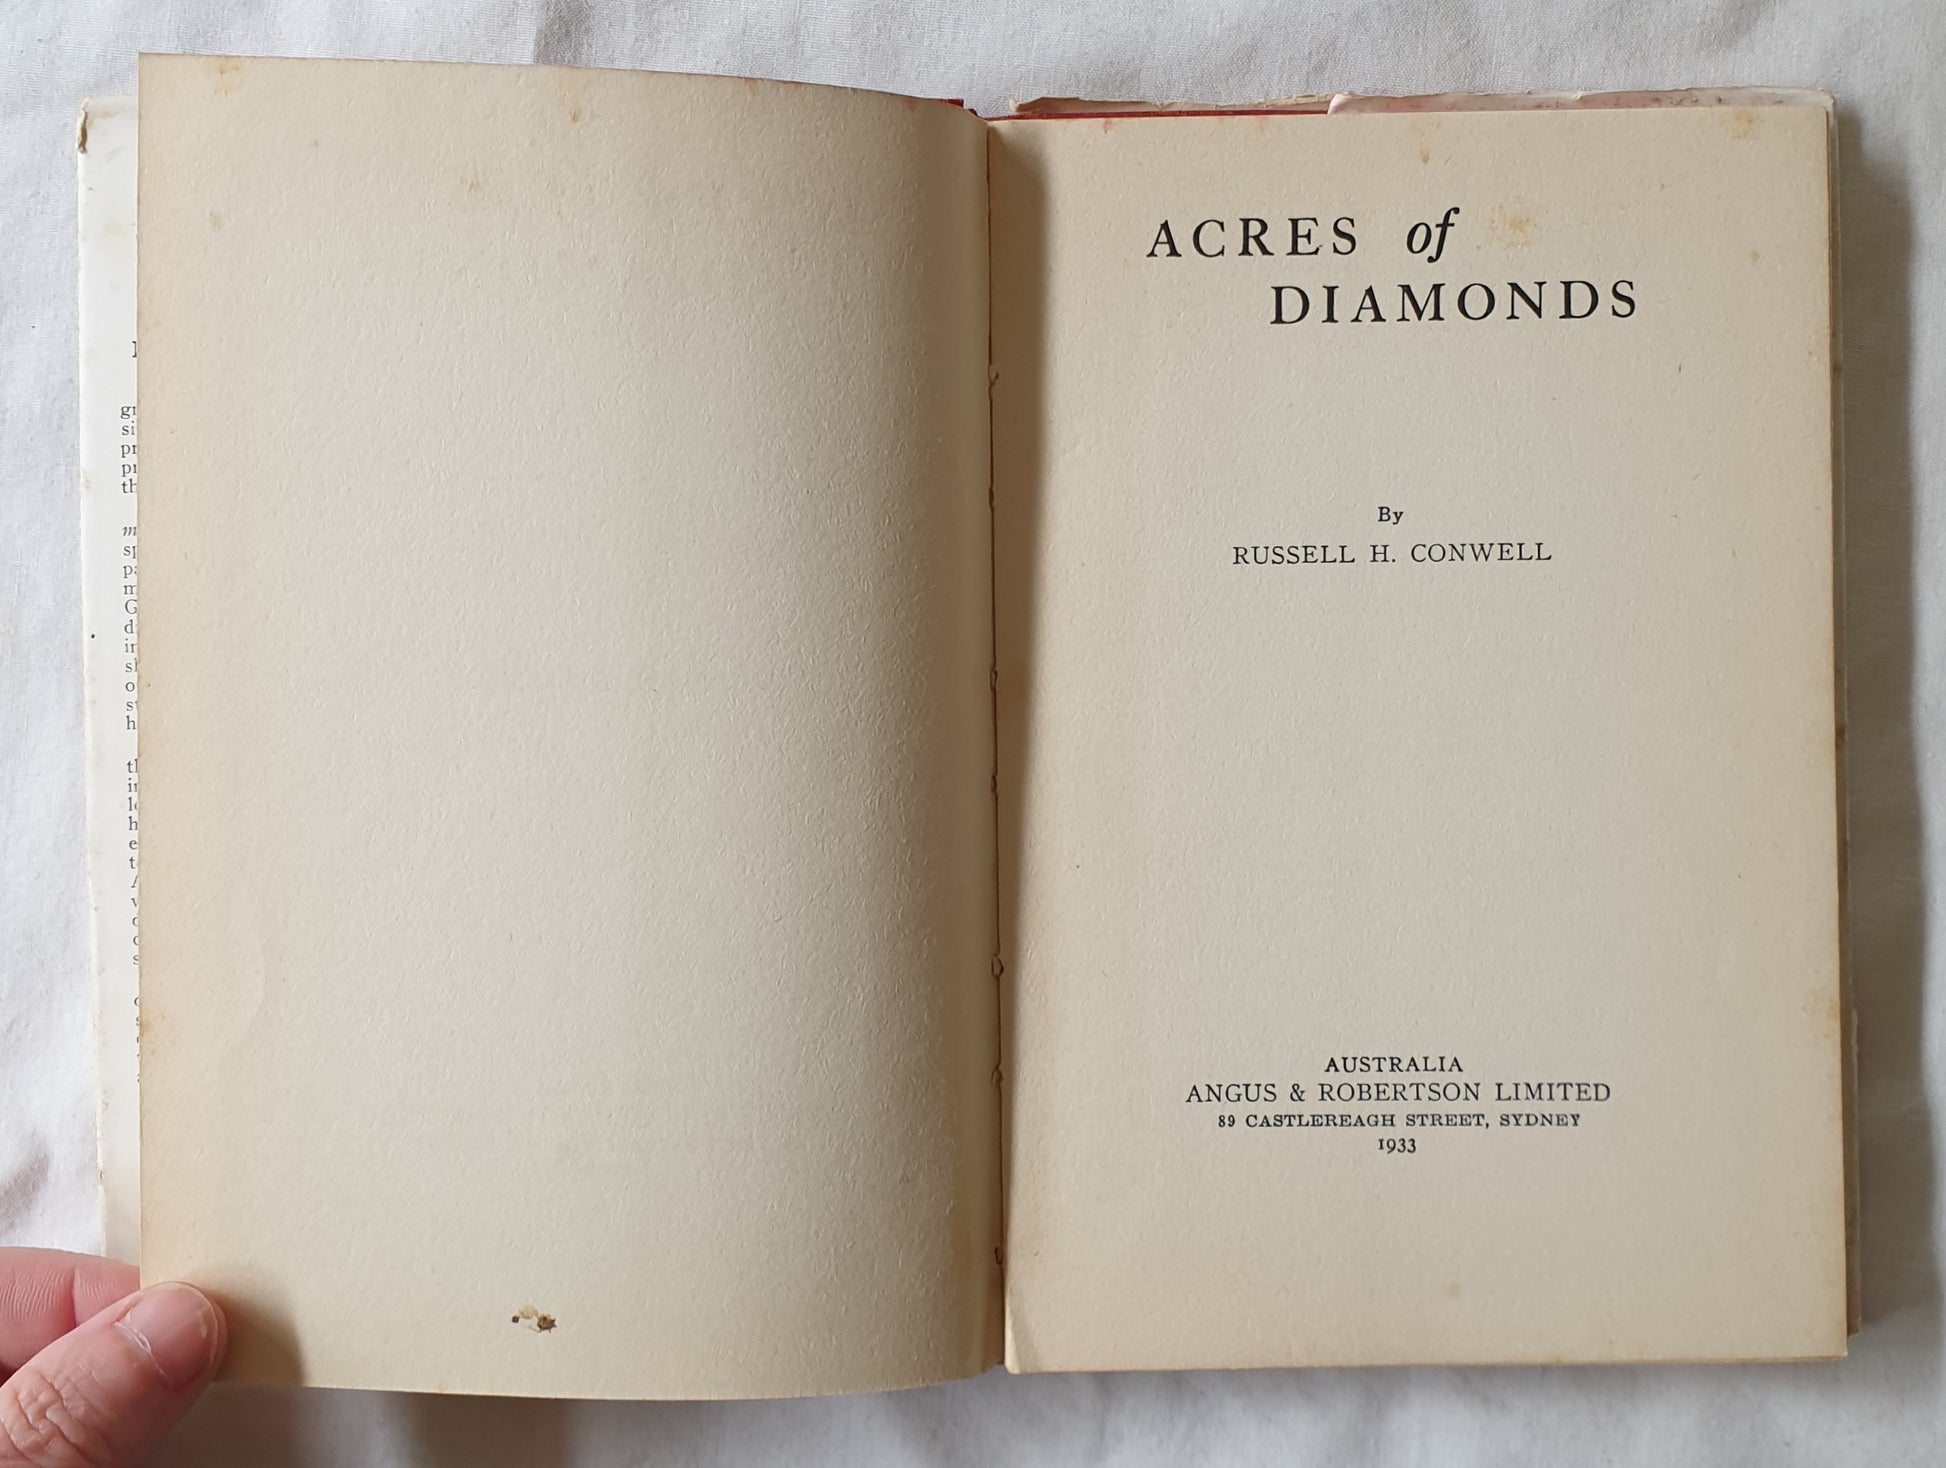 ACRES of
DIAMONDS
By
RUSSELL H. CONWELL
AUSTRALIA
ANGUS & ROBERTSON LIMITED
89 CASTLEREAGH STREET, SYDNEY
1933